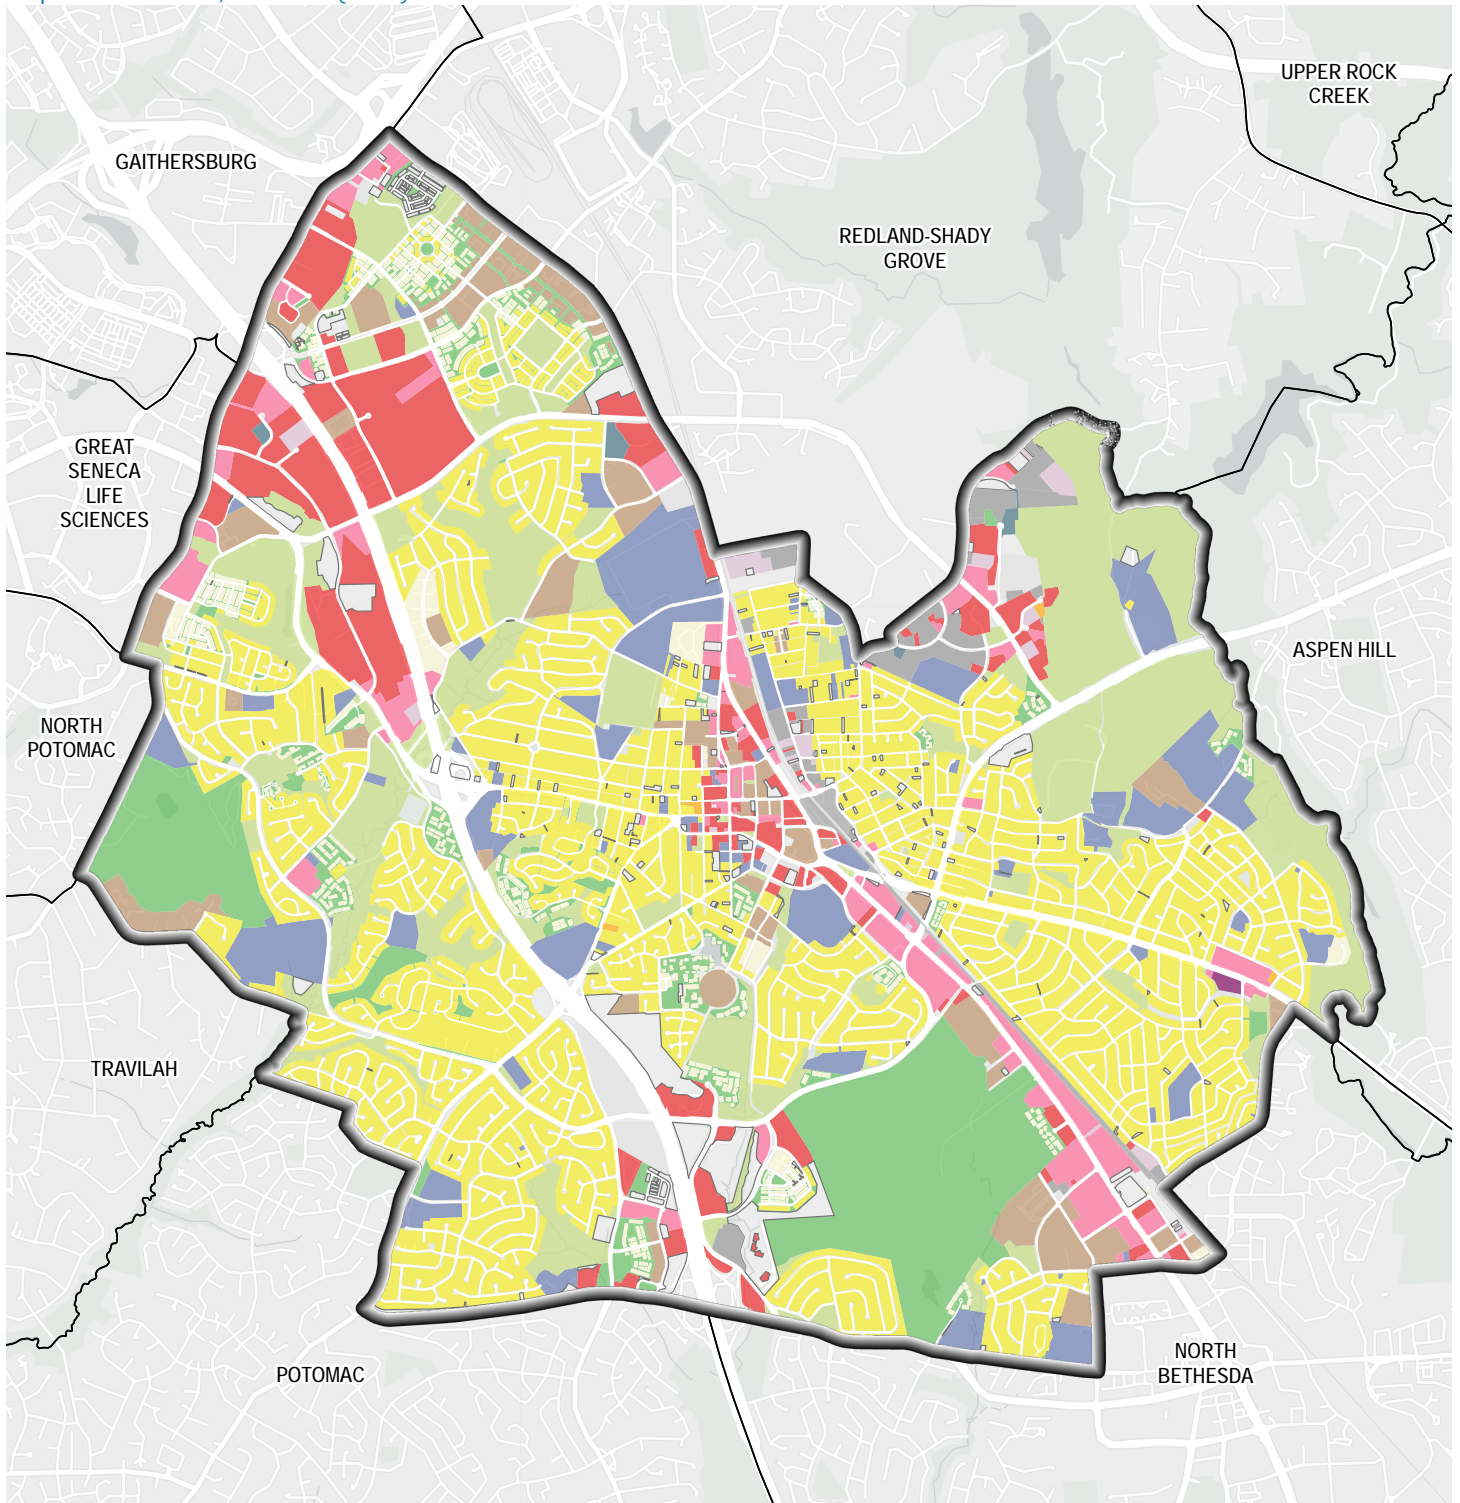 UPPER ROCK
CREEK
GAITHERSBURG
REDLAND-SHADY
GROVE
GREAT
SENECA
LIFE
SCIENCES
ASPEN HILL
NORTH
POTOMAC
TRAVILAH
NORTH
BETHESDA
POTOMAC